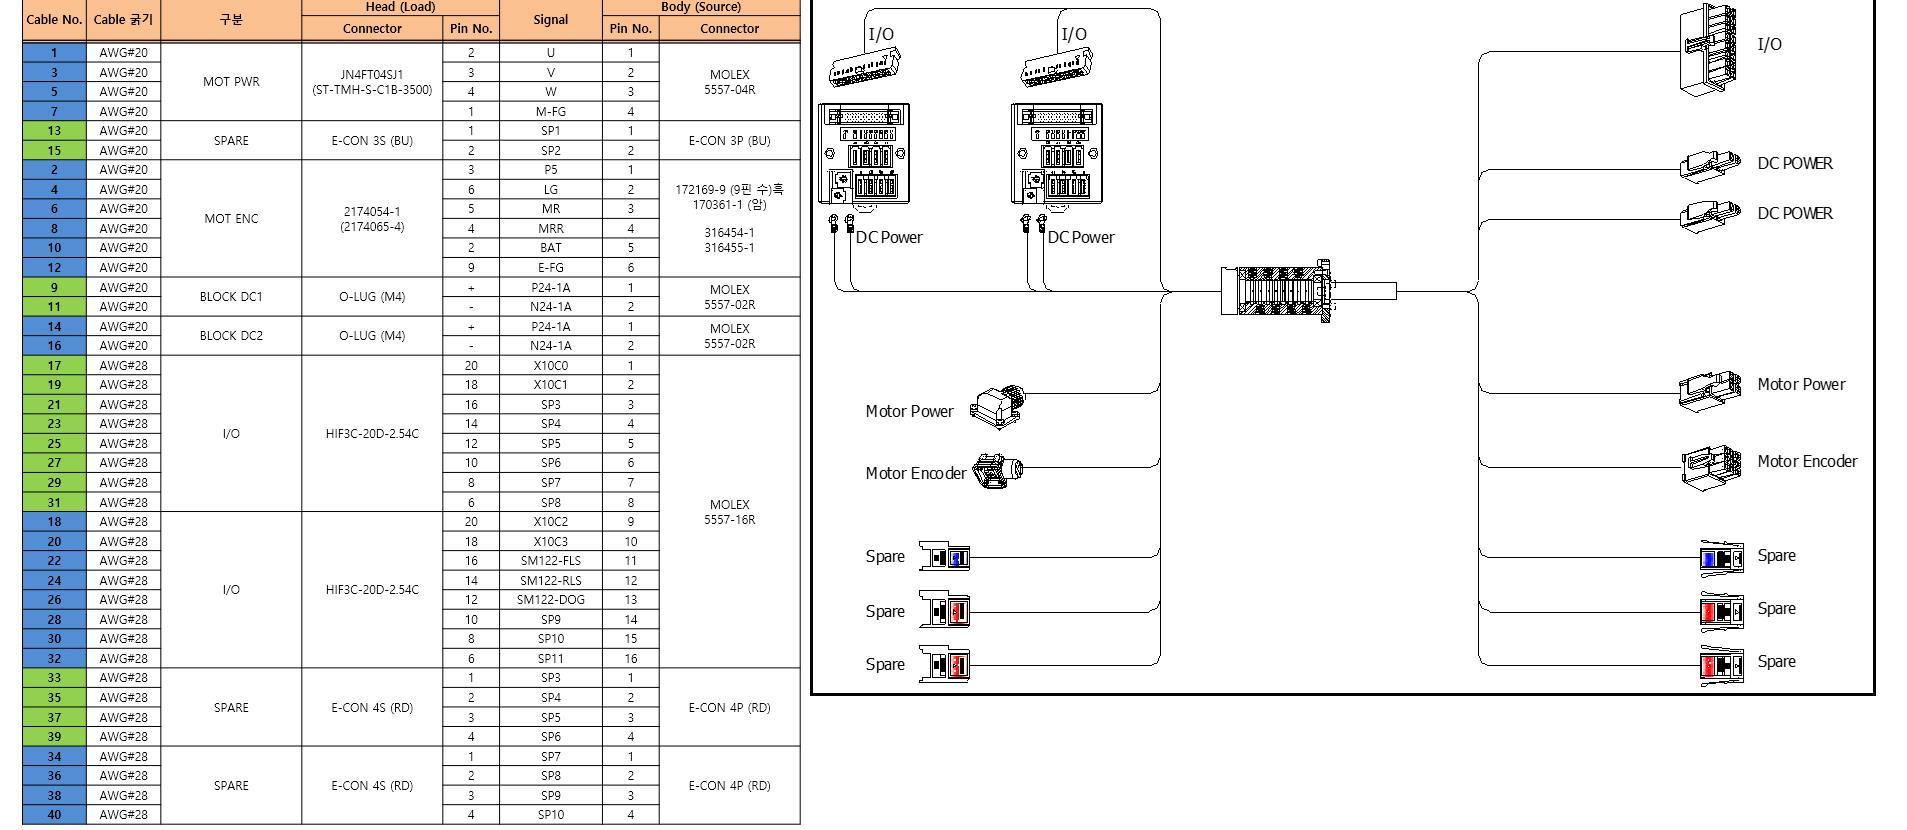 Cable No. Cable 굵기 구분 Head (Load) Signal Body (Source)
Connector Pin No. Pin No. Connector
1 AWG#20 MOT PWR JN4FT04SJ1 2 U 1 MOLEX
3 AWG#20 (ST-TMH-S-C1B-3500) 3 V 2 5557-04R
5 AWG#20 4 W 3
7 AWG#20 1 M-FG 4
13 AWG#20 SPARE E-CON 3S (BU) 1 SP1 1 E-CON 3P (BU)
15 AWG#20 2 SP2 2
2 AWG#20 MOT ENC 2174054-1 3 P5 1 172169-9 (9핀 수)흑
4 AWG#20 (2174065-4) 6 LG 2 170361-1 (암)
6 AWG#20 5 MR 3 316454-1
8 AWG#20 4 MRR 4 316455-1
10 AWG#20 2 BAT 5
12 AWG#20 9 E-FG 6
9 AWG#20 BLOCK DC1 O-LUG (M4) + P24-1A 1 MOLEX
11 AWG#20 - N24-1A 2 5557-02R
14 AWG#20 BLOCK DC2 O-LUG (M4) + P24-1A 1 MOLEX
16 AWG#20 - N24-1A 2 5557-02R
17 AWG#28 I/O HIF3C-20D-2.54C 20 X10C0 1 MOLEX
19 AWG#28 18 X10C1 2 5557-16R
21 AWG#28 16 SP3 3
23 AWG#28 14 SP4 4
25 AWG#28 12 SP5 5
27 AWG#28 10 SP6 6
29 AWG#28 8 SP7 7
31 AWG#28 6 SP8 8
18 AWG#28 I/O HIF3C-20D-2.54C 20 X10C2 9
20 AWG#28 18 X10C3 10
22 AWG#28 16 SM122-FLS 11
24 AWG#28 14 SM122-RLS 12
26 AWG#28 12 SM122-DOG 13
28 AWG#28 10 SP9 14
30 AWG#28 8 SP10 15
32 AWG#28 6 SP11 16
33 AWG#28 SPARE E-CON 4S (RD) 1 SP3 1 E-CON 4P (RD)
35 AWG#28 2 SP4 2
37 AWG#28 3 SP5 3
39 AWG#28 4 SP6 4
34 AWG#28 SPARE E-CON 4S (RD) 1 SP7 1 E-CON 4P (RD)
36 AWG#28 2 SP8 2
38 AWG#28 3 SP9 3
40 AWG#28 4 SP10 4
I/O
I/O
DC Power
DC Power
Motor Power
Motor Encoder
Spare
Spare
Spare
I/O
DC POWER
DC POWER
Motor Power
Motor Encoder
Spare
Spare
Spare